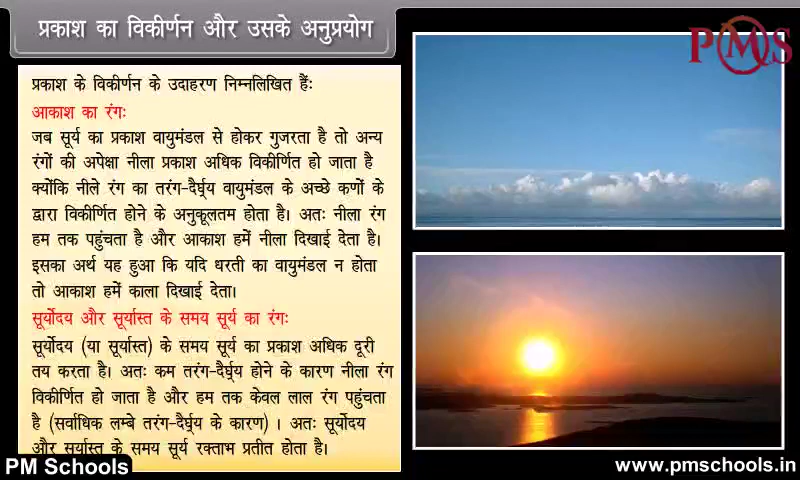 प्रकाश का विकीर्णन और उसके अनुप्रयोग
PMS
प्रकाश के विकीर्णन के उदाहरण निम्नलिखित हैंः
आकाश का रंगः
जब सूर्य का प्रकाश वायुमंडल से होकर गुजरता है तो अन्य
रंगों की अपेक्षा नीला प्रकाश अधिक विकीर्णित हो जाता है
क्योंकि नीले रंग का तरंग-दैर्घ्य वायुमंडल के अच्छे कणों के
द्वारा विकीर्णित होने के अनुकूलतम होता है। अतः नीला रंग
हम तक पहुंचता है और आकाश हमें नीला दिखाई देता है।
इसका अर्थ यह हुआ कि यदि धरती का वायुमंडल न होता
तो आकाश हमें काला दिखाई देता।
सूर्योदय और सूर्यास्त के समय सूर्य का रंगः
सूर्योदय (या सूर्यास्त) के समय सूर्य का प्रकाश अधिक दूरी
तय करता है। अतः कम तरंग-दैर्घ्य होने के कारण नीला रंग
विकीर्णित हो जाता है और हम तक केवल लाल रंग पहुंचता
है (सर्वाधिक लम्बे तरंग-दैर्घ्य के कारण) । अतः सूर्योदय
और सूर्यास्त के समय सूर्य रक्ताभ प्रतीत होता है।
PM Schools
www.pmschools.in